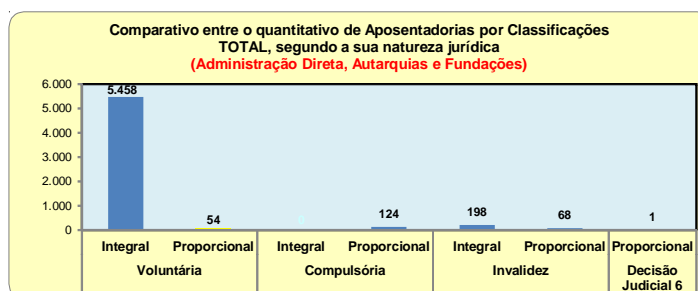 Comparativo entre o quantitativo de Aposentadorias por Classificações
TOTAL, segundo a sua natureza jurídica
(Administração Direta, Autarquias e Fundações)
6.000
5.000
4.000
3.000
2.000
1.000
0
5.458
54
0
124
198
68
1
Integral Proporcional Integral Proporcional Integral Proporcional Proporcional
Voluntária Compulsória Invalidez Decisão
Judicial 6